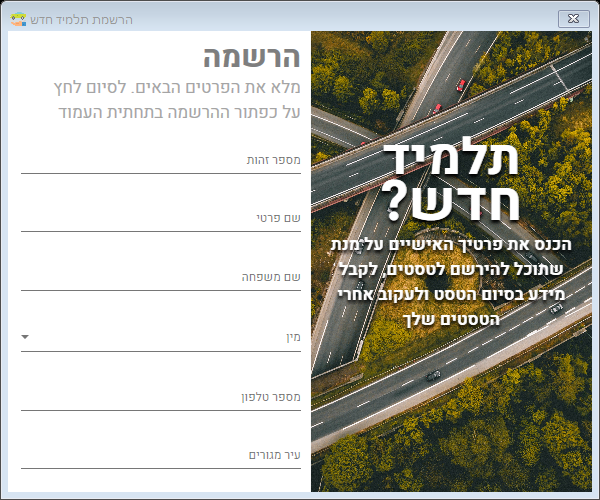 הרשמת תלמיד חדש
הרשמה
מלא את הפרטים הבאים. לסיום לחץ
על כפתור ההרשמה בתחתית העמוד
מספר זהות
שם פרטי
שם משפחה
מין
מספר טלפון
עיר מגורים
תלמיד
חדש?
הכנס את פרטיך האישיים על מנת
שתוכל להירשם לטסטים, לקבל
מידע בסיום הטסט ולעקוב אחרי
הטסטים שלך